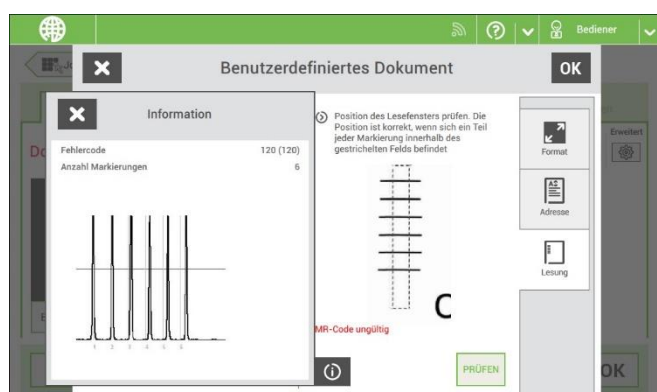 Bediener
Benutzerdefiniertes Dokument
OK
Information
Fehlercode 120 (120)
Anzahl Markierungen 6
1 2 3 4 5 6
Position des Lesefensters prüfen. Die
Position ist korrekt, wenn sich ein Teil
jeder Markierung innerhalb des
gestrichelten Felds befindet
C
MR-Code ungültig
PRÜFEN
Format
Adresse
Lesung
Erweitert
OK